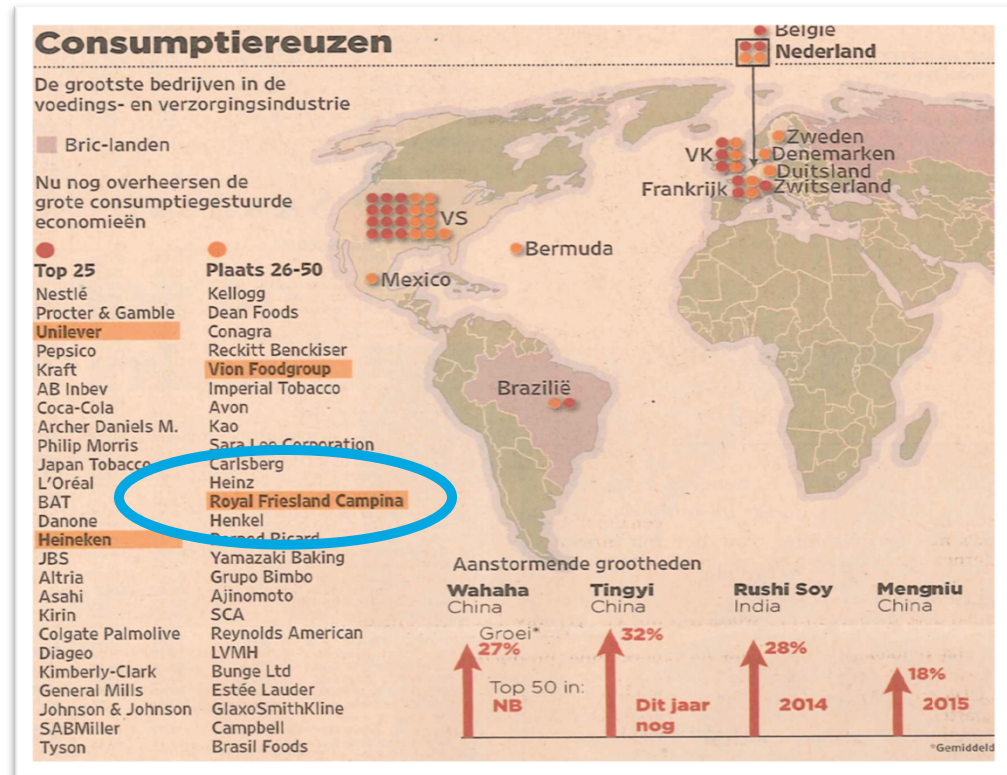 Consumptiereuzen
De grootste bedrijven in de
voedings- en verzorgingsindustrie
Bric-landen
Nu nog overheersen de
grote consumptiegestuurde
economieën
Top 25
Nestlé
Procter & Gamble
Unilever
Pepsico
Kraft
AB Inbev
Coca-Cola
Archer Daniels M.
Philip Morris
Japan Tobacco
L'Oréal
BAT
Danone
Heineken
JBS
Altria
Asahi
Kirin
Colgate Palmolive
Diageo
Kimberly-Clark
General Mills
Johnson & Johnson
SABMiller
Tyson
Plaats 26-50
Kellogg
Dean Foods
Conagra
Reckitt Benckiser
Vion Foodgroup
Imperial Tobacco
Avon
Kao
Sara Lee Corporation
Carlsberg
Heinz
Royal Friesland Campina
Henkel
Pernod Ricard
Yamazaki Baking
Grupo Bimbo
Ajinomoto
SCA
Reynolds American
LVMH
Bunge Ltd
Estée Lauder
GlaxoSmithKline
Campbell
Brasil Foods
België
Nederland
Zweden
VK
Denemarken
Duitsland
Frankrijk
Zwitserland
VS
Bermuda
Mexico
Brazilië
Aanstormende grootheden
Wahaha
China
Groei*
27%
Top 50 in:
NB
Tingyi
China
32%
Dit jaar
nog
Rushi Soy
India
28%
2014
Mengniu
China
18%
2015
*Gemiddeld